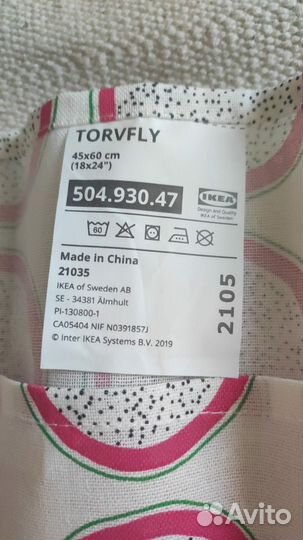 TORVFLY
45x60 cm
(18x24")
504.930.47
IKEA
Design and Quality
IKEA of Sweden
60
Made in China
21035
IKEA of Sweden AB
SE - 34381 Älmhult
PI-130800-1
CA05404 NIF N0391857J
© Inter IKEA Systems B.V. 2019
2105
Avito